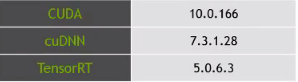 CUDA 10.0.166
cuDNN 7.3.1.28
TensorRT 5.0.6.3